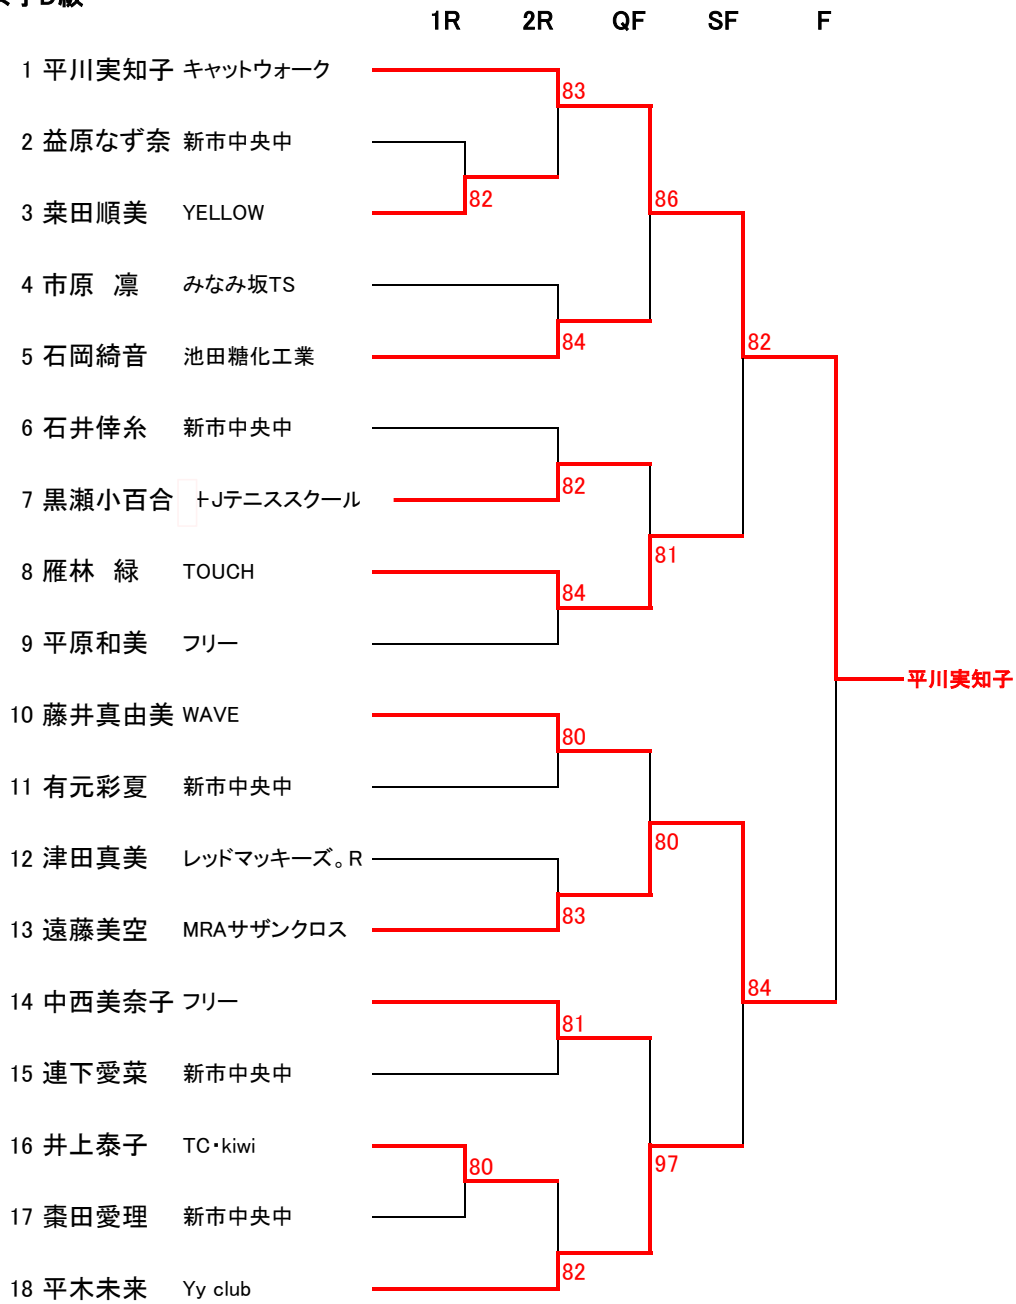 1R 2R QF SF F
1 平川実知子 キャットウォーク
83
2 益原なず奈 新市中央中
82
86
3 桒田順美 YELLOW
4 市原 凛 みなみ坂TS
84
82
5 石岡綺音 池田糖化工業
6 石井倖糸 新市中央中
82
7 黒瀬小百合 +Jテニススクール
81
8 雁林 緑 TOUCH
84
9 平原和美 フリー
平川実知子
10 藤井真由美 WAVE
80
11 有元彩夏 新市中央中
80
12 津田真美 レッドマッキーズ。R
83
13 遠藤美空 MRAサザンクロス
84
14 中西美奈子 フリー
81
15 連下愛菜 新市中央中
16 井上泰子 TC・kiwi
80
97
17 棗田愛理 新市中央中
82
18 平木未来 Yy club